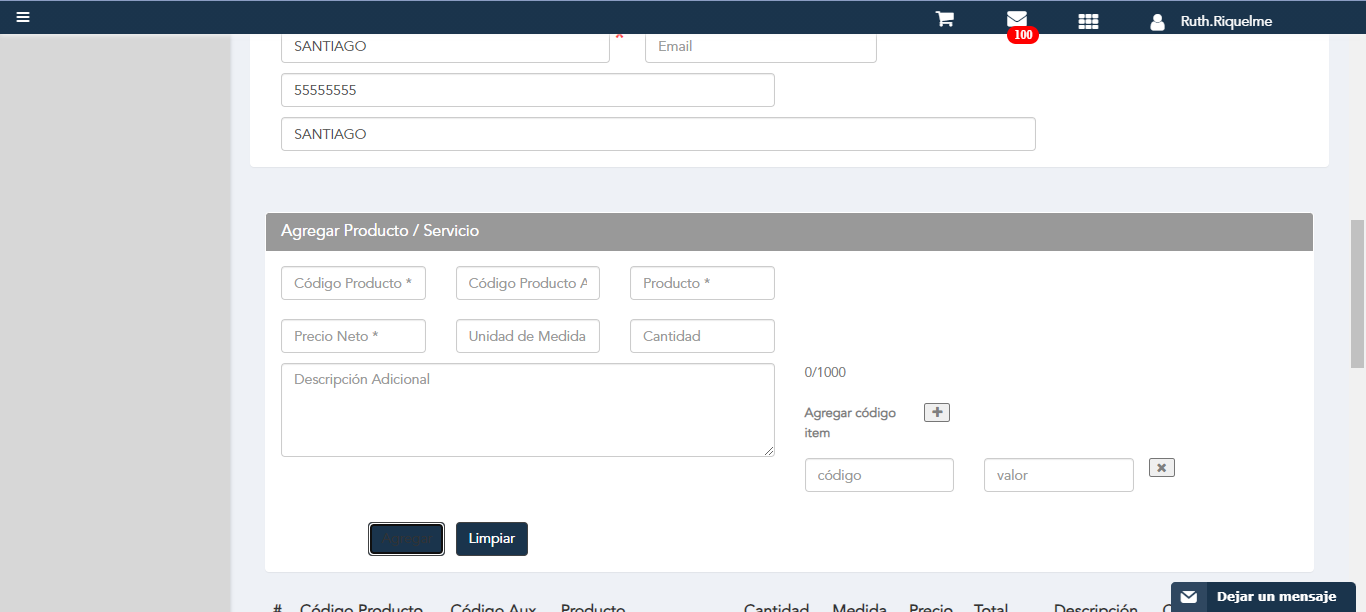 100
Ruth.Riquelme
SANTIAGO * Email
55555555
SANTIAGO
Agregar Producto / Servicio
Código Producto * Código Producto A Producto *
Precio Neto * Unidad de Medida Cantidad
Descripción Adicional
0/1000
Agregar código
item
código valor
Agregar Limpiar
# Código Producto Código Aux Producto Cantidad Medida Precio Total Descripción
Dejar un mensaje